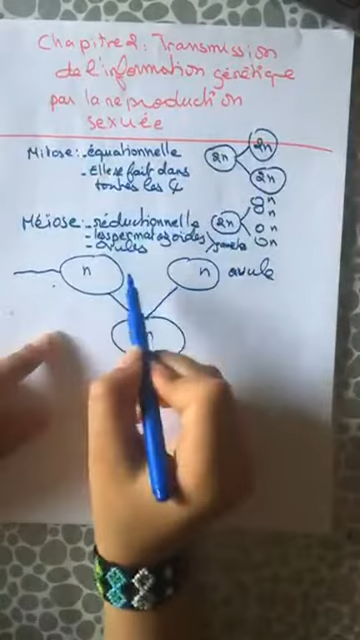 Chapitre 2: Transmission
de l'information génétique
par la reproduction
sexuée
Mitose: -équationnelle
- Elle se fait dans
toutes les
2n
2n
2n
Méiose: -réductionnelle
- les spermatozoïdes
- ovules
gamètes
2n
n
n
n
n
n
n
ovule
n